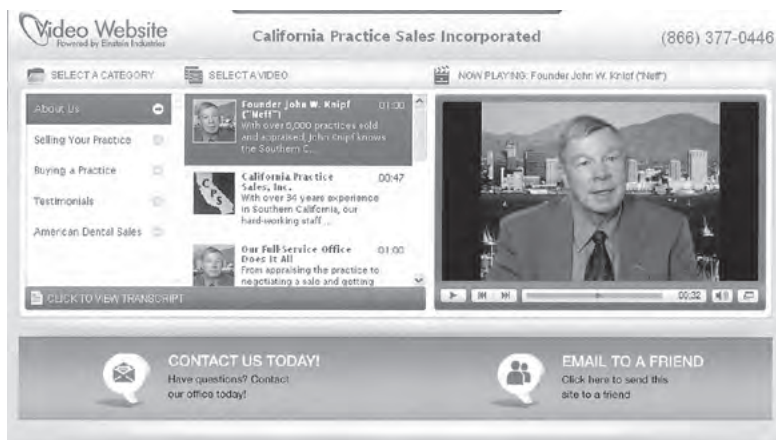 Video Website
Powered by Einstein Industries
California Practice Sales Incorporated
(866) 377-0446
SELECT A CATEGORY
SELECT A VIDEO
NOW PLAYING: Founder John W. Knipf ("Neff")
About Us
Selling Your Practice
Buying a Practice
Testimonials
American Dental Sales
Founder John W. Knipf 01:00
("Neff")
With over 6,000 practices sold
and appraised, John Knipf knows
the Southern C...
California Practice 00:47
Sales, Inc.
With over 34 years experience
in Southern California, our
hard-working staff ...
Our Full-Service Office 01:00
Does It All
From appraising the practice to
negotiating a sale and getting
CPS
CLICK TO VIEW TRANSCRIPT
00:32
CONTACT US TODAY!
Have questions? Contact
our office today!
EMAIL TO A FRIEND
Click here to send this
site to a friend